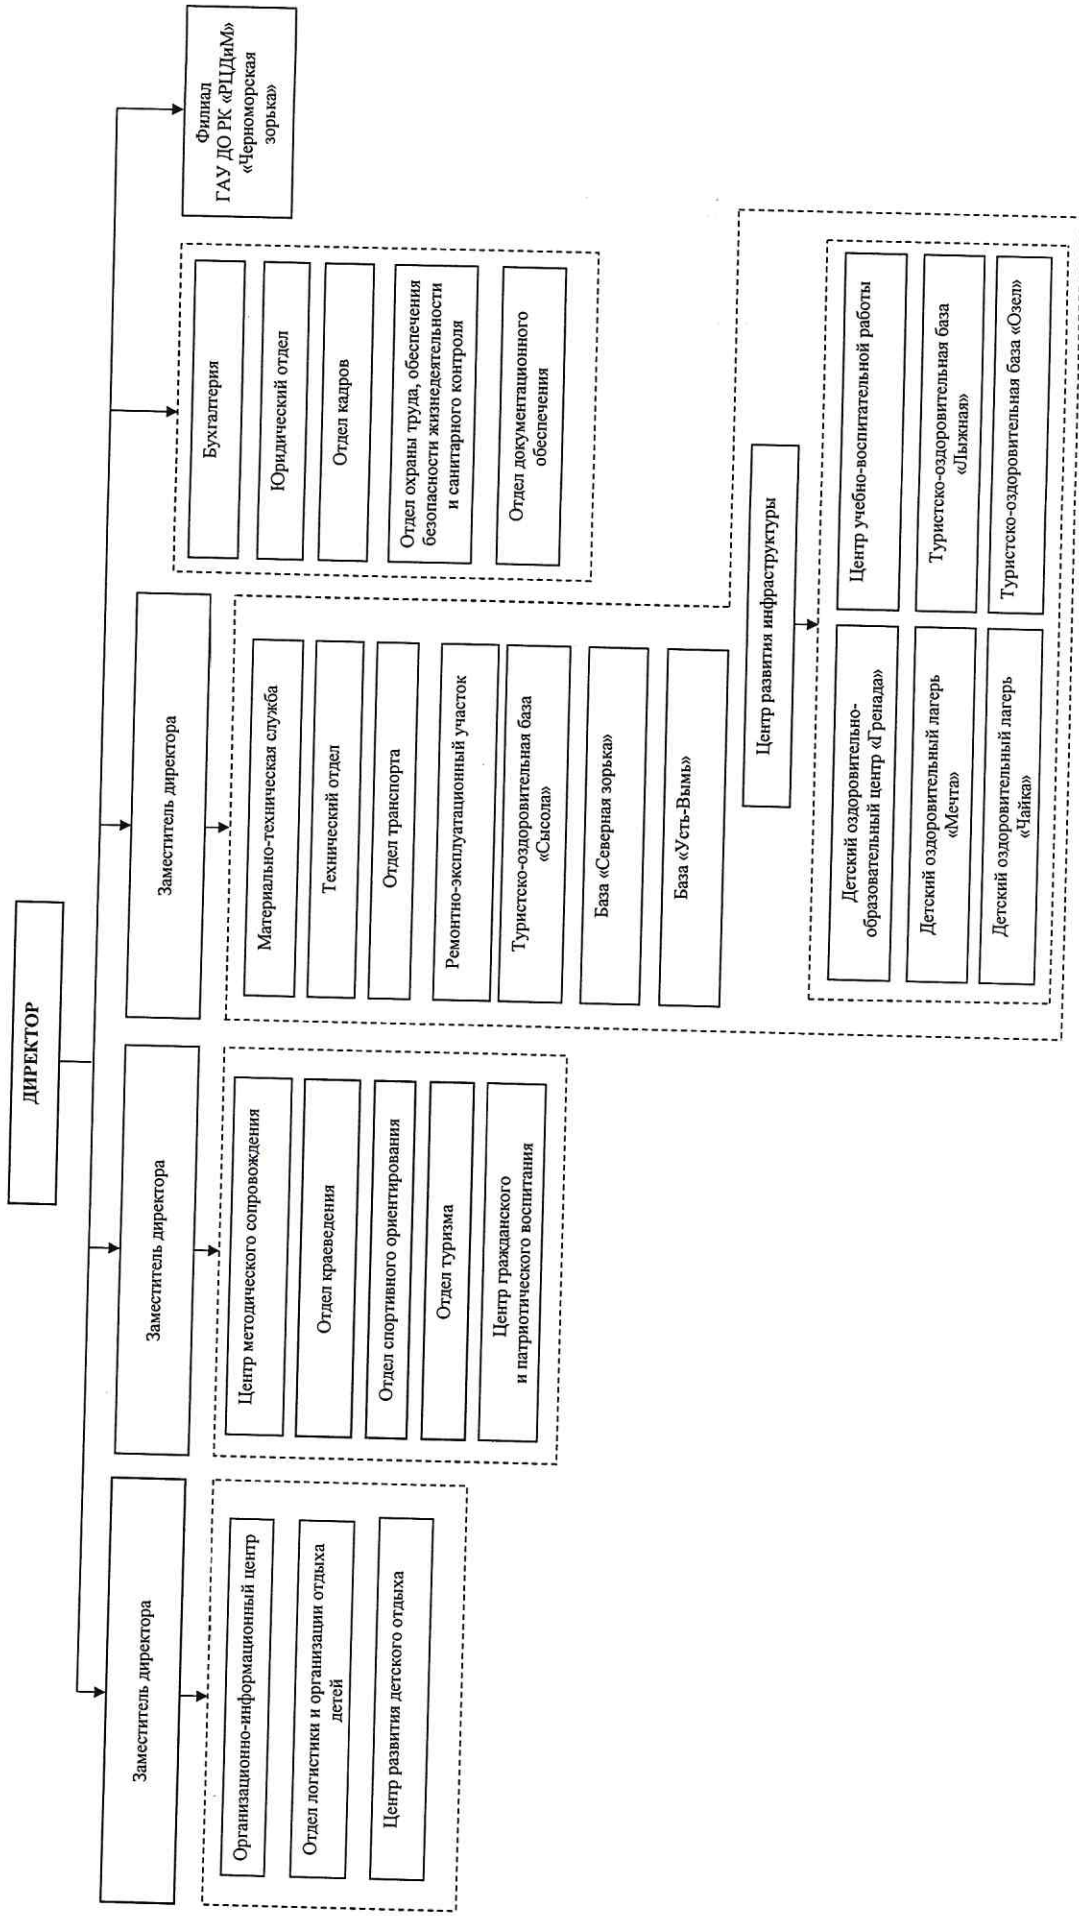 ДИРЕКТОР
Заместитель директора
Организационно-информационный центр
Отдел логистики и организации отдыха
детей
Центр развития детского отдыха
Заместитель директора
Центр методического сопровождения
Отдел краеведения
Отдел спортивного ориентирования
Отдел туризма
Центр гражданского
и патриотического воспитания
Заместитель директора
Материально-техническая служба
Технический отдел
Отдел транспорта
Ремонтно-эксплуатационный участок
Туристско-оздоровительная база
«Сысола»
База «Северная зорька»
База «Усть-Вымь»
Центр развития инфраструктуры
Детский оздоровительно-
образовательный центр «Гренада»
Детский оздоровительный лагерь
«Мечта»
Детский оздоровительный лагерь
«Чайка»
Центр учебно-воспитательной работы
Туристско-оздоровительная база
«Лыжная»
Туристско-оздоровительная база «Озел»
Бухгалтерия
Юридический отдел
Отдел кадров
Отдел охраны труда, обеспечения
безопасности жизнедеятельности
и санитарного контроля
Отдел документационного
обеспечения
Филиал
ГАУ ДО РК «РЦДиМ»
«Черноморская
зорька»